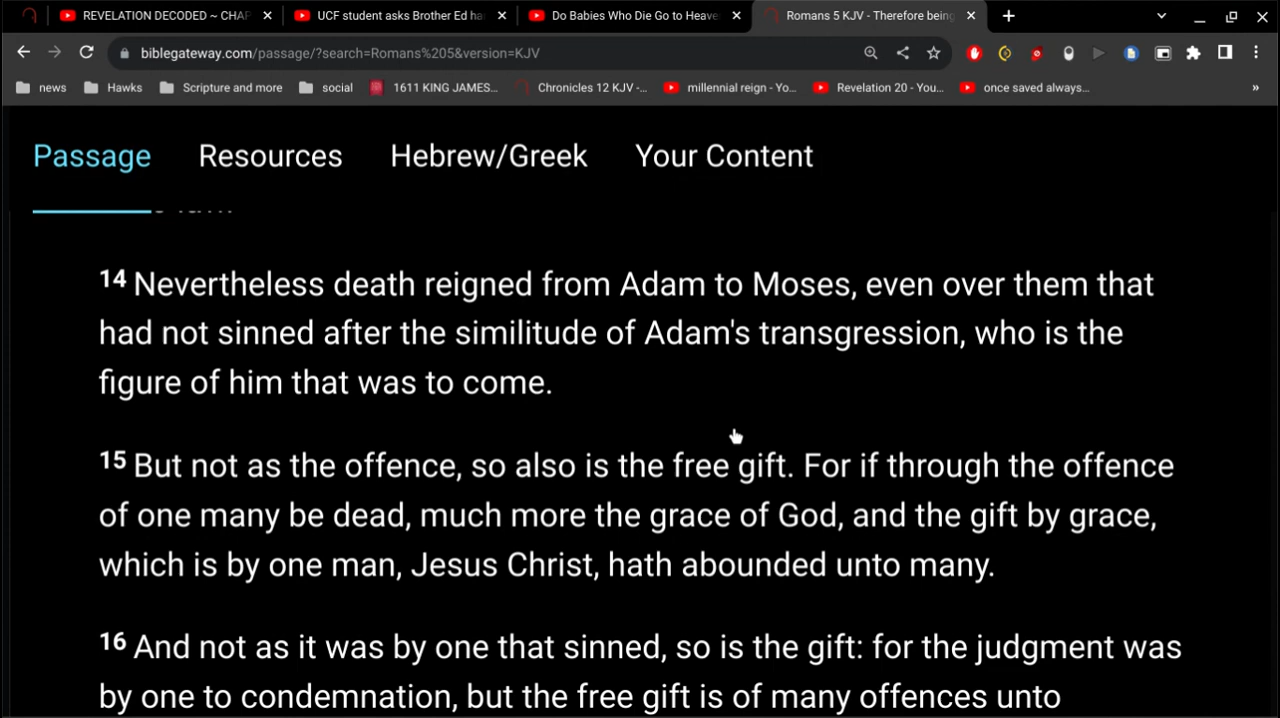 REVELATION DECODED ~ CHAP
UCF student asks Brother Ed ha
Do Babies Who Die Go to Heave
Romans 5 KJV - Therefore being
biblegateway.com/passage/?search=Romans%205&version=KJV
news
Hawks
Scripture and more
social
1611 KING JAMES...
Chronicles 12 KJV -...
millennial reign - Yo...
Revelation 20 - You...
once saved always...
»
Passage
Resources
Hebrew/Greek
Your Content
14 Nevertheless death reigned from Adam to Moses, even over them that
had not sinned after the similitude of Adam's transgression, who is the
figure of him that was to come.
15 But not as the offence, so also is the free gift. For if through the offence
of one many be dead, much more the grace of God, and the gift by grace,
which is by one man, Jesus Christ, hath abounded unto many.
16 And not as it was by one that sinned, so is the gift: for the judgment was
by one to condemnation, but the free gift is of many offences unto